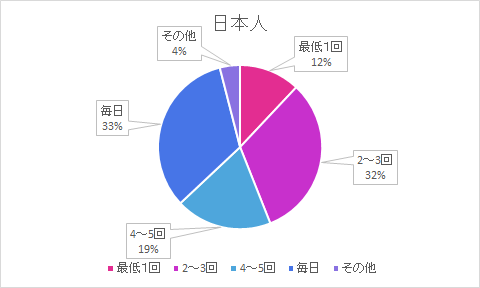 日本人
その他
4%
最低1回
12%
毎日
33%
2～3回
32%
4～5回
19%
最低1回 2～3回 4～5回 毎日 その他